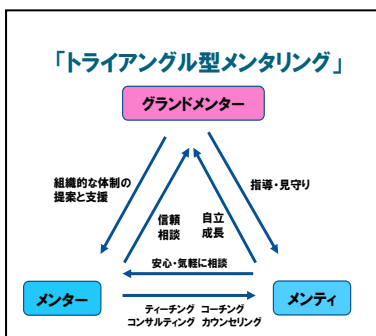 「トライアングル型メンタリング」
グランドメンター
組織的な体制の
提案と支援
指導・見守り
信頼
相談
自立
成長
安心・気軽に相談
メンター
メンティ
ティーチング コーチング
コンサルティング カウンセリング